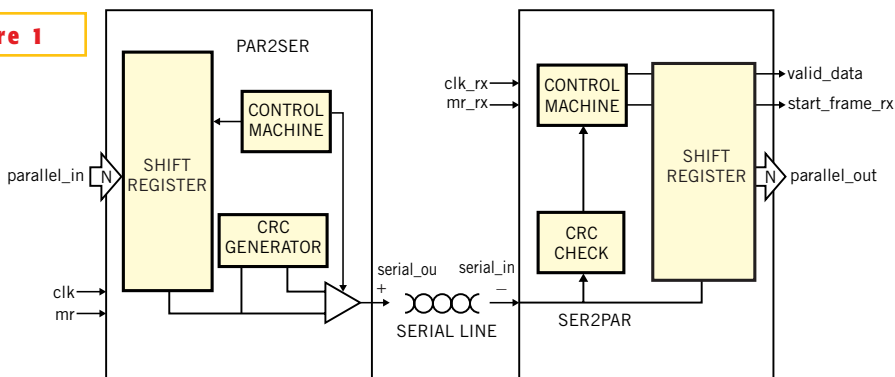 re 1
PAR2SER
SHIFT
REGISTER
CONTROL
MACHINE
CRC
GENERATOR
parallel_in
N
clk
mr
serial_ou
+
serial_in
−
SERIAL LINE
clk_rx
mr_rx
CONTROL
MACHINE
CRC
CHECK
SER2PAR
SHIFT
REGISTER
valid_data
start_frame_rx
N
parallel_out